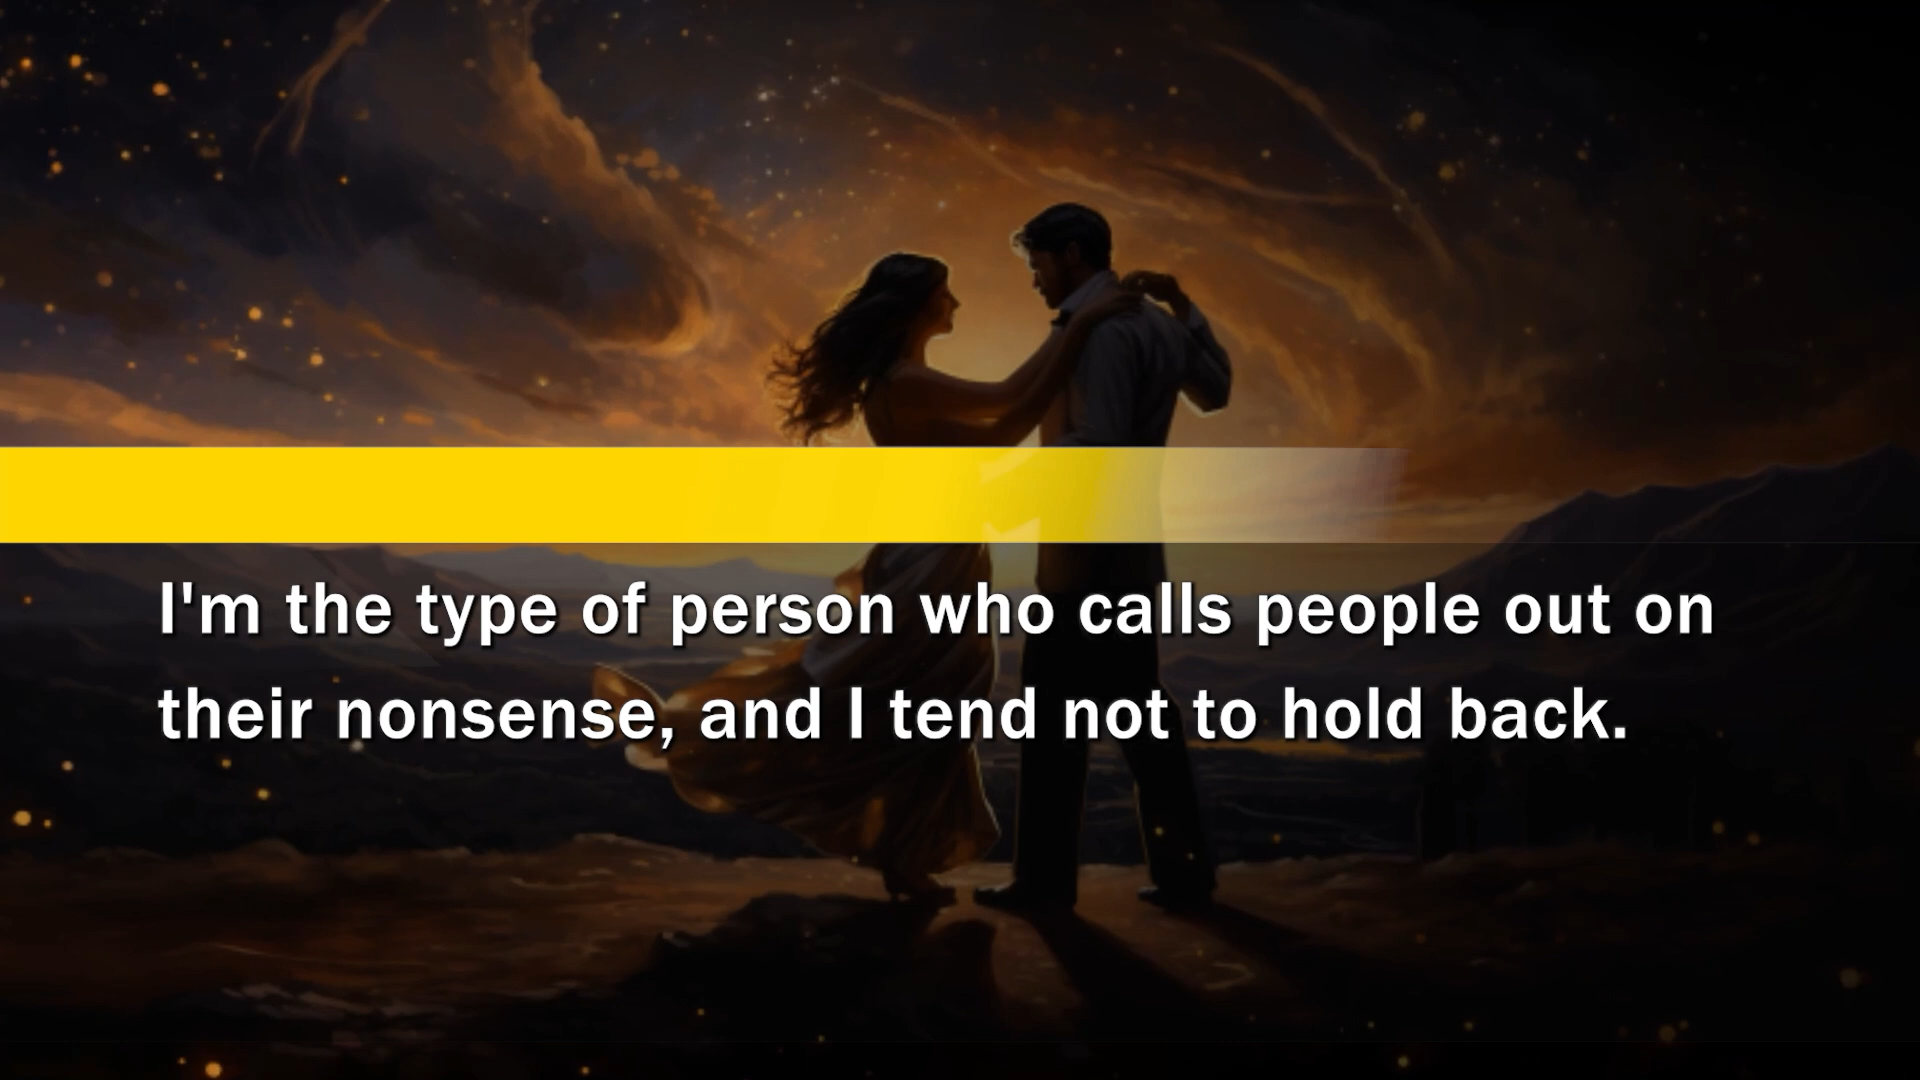 I'm the type of person who calls people out on
their nonsense, and I tend not to hold back.